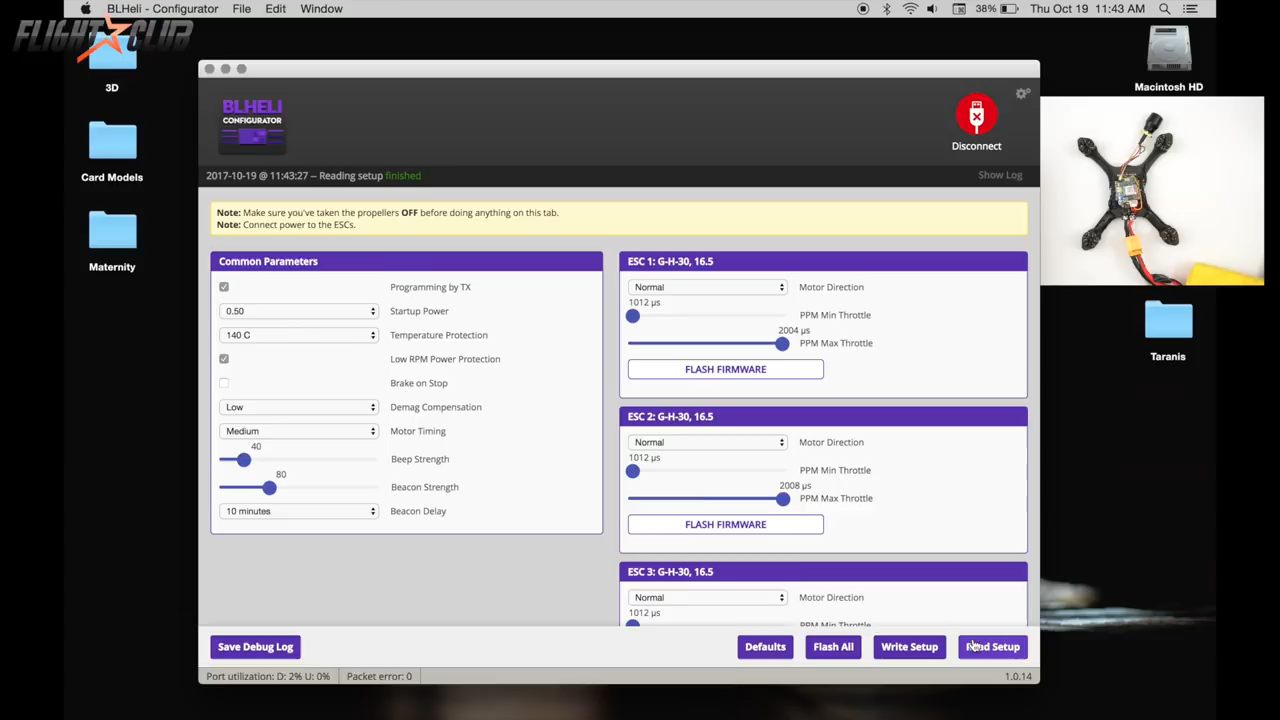 BLHeli - Configurator File Edit Window 38% Thu Oct 19 11:43 AM
FLIGHT CLUB
3D
Card Models
Maternity
Macintosh HD
Taranis
BLHELI
CONFIGURATOR
Disconnect
2017-10-19 @ 11:43:27 -- Reading setup finished
Show Log
Note: Make sure you've taken the propellers OFF before doing anything on this tab.
Note: Connect power to the ESCs.
Common Parameters
Programming by TX
0.50 Startup Power
140 C Temperature Protection
Low RPM Power Protection
Brake on Stop
Low Demag Compensation
Medium Motor Timing
40
Beep Strength
80
Beacon Strength
10 minutes Beacon Delay
ESC 1: G-H-30, 16.5
Normal Motor Direction
1012 µs
PPM Min Throttle
2004 µs
PPM Max Throttle
FLASH FIRMWARE
ESC 2: G-H-30, 16.5
Normal Motor Direction
1012 µs
PPM Min Throttle
2008 µs
PPM Max Throttle
FLASH FIRMWARE
ESC 3: G-H-30, 16.5
Normal Motor Direction
1012 µs
PPM Min Throttle
Save Debug Log Defaults Flash All Write Setup Read Setup
Port utilization: D: 2% U: 0% Packet error: 0 1.0.14